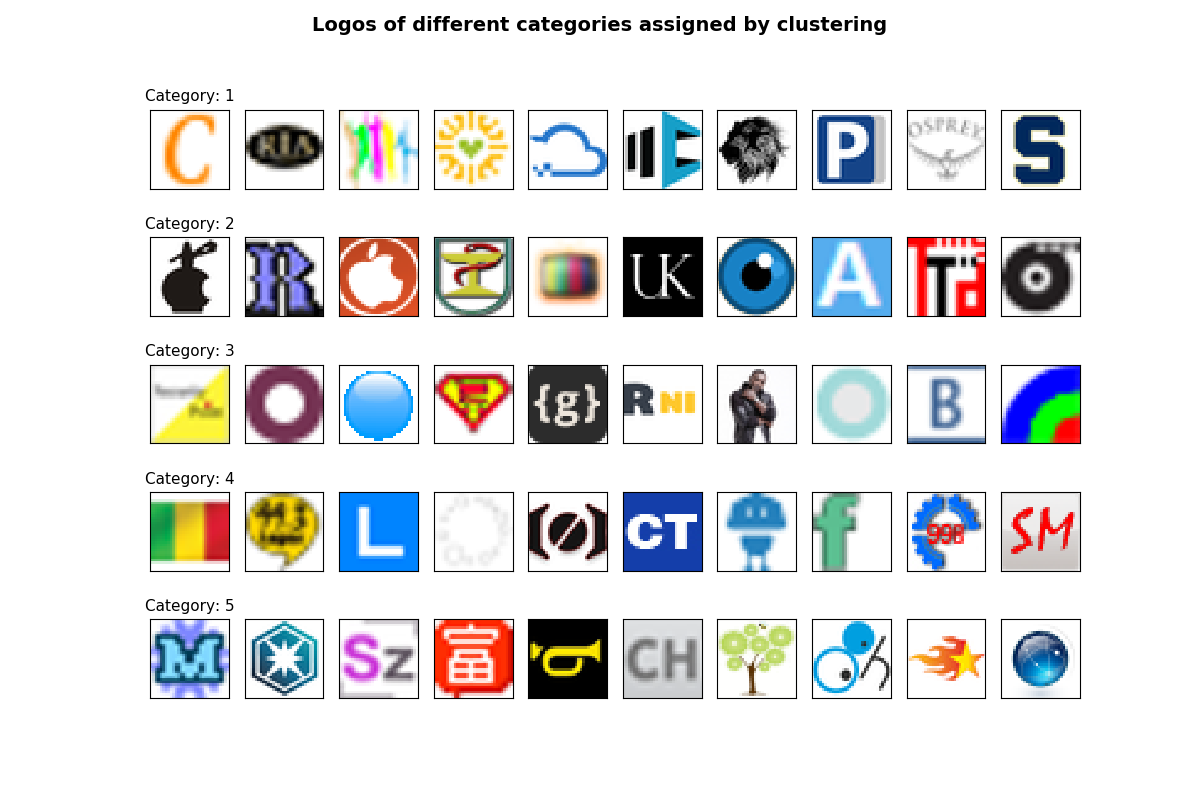 Logos of different categories assigned by clustering
Category: 1
C
KIA
P
OSPREY
S
Category: 2
R
UK
A
Category: 3
F
{g}
R NI
B
Category: 4
L
CT
f
998
SM
Category: 5
M
Sz
富
CH